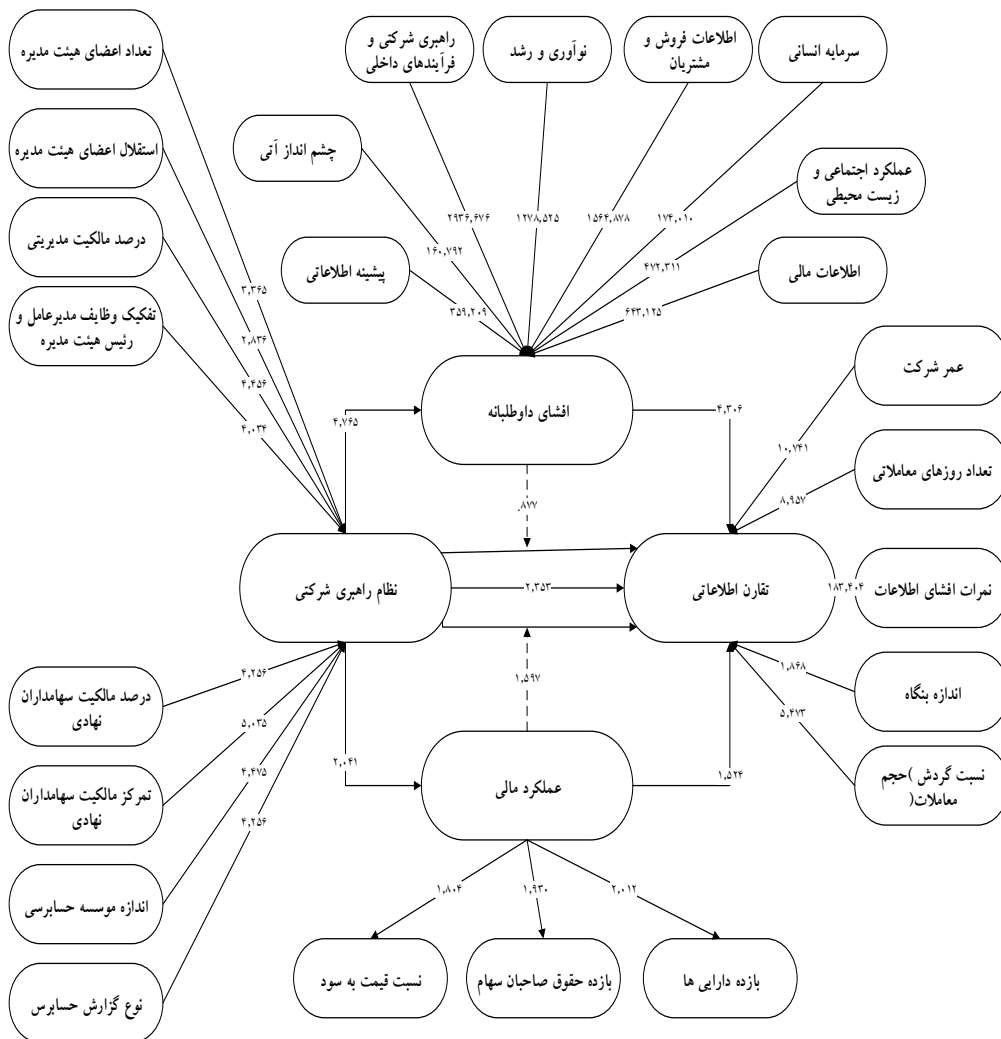 تعداد اعضای هیئت مدیره
راهبری شرکتی و
فرآیندهای داخلی
نوآوری و رشد
اطلاعات فروش و
مشتریان
سرمایه انسانی
استقلال اعضای هیئت مدیره
چشم انداز آتی
عملکرد اجتماعی و
زیست محیطی
درصد مالکیت مدیریتی
پیشینه اطلاعاتی
اطلاعات مالی
تفکیک وظایف مدیرعامل و
رئیس هیئت مدیره
۲۹۳۶,۶۷۶
۱۲۷۸,۵۲۵
۱۵۶۴,۸۷۸
۱۷۴,۰۱۰
۱۶۰,۷۹۲
۴۷۲,۳۱۱
۳۵۹,۲۰۹
۶۴۳,۱۲۵
۳,۳۶۵
۲,۸۳۶
۴,۴۵۶
۴,۰۳۴
افشای داوطلبانه
۴,۷۶۵
۴,۳۰۶
عمر شرکت
۱۰,۷۴۱
تعداد روزهای معاملاتی
۸,۹۵۷
.۸۷۷
نظام راهبری شرکتی
۲,۳۵۳
تقارن اطلاعاتی
۱۸۳,۴۰۴
نمرات افشای اطلاعات
۱,۵۹۷
۴,۲۵۶
درصد مالکیت سهامداران
نهادی
۱,۸۶۸
اندازه بنگاه
۵,۰۳۵
۵,۴۷۳
تمرکز مالکیت سهامداران
نهادی
۴,۴۷۵
۲,۰۴۱
عملکرد مالی
۱,۵۲۴
نسبت گردش )حجم
معاملات(
۴,۲۵۶
اندازه موسسه حسابرسی
۱,۸۰۴
۱,۹۳۰
۲,۰۱۲
نوع گزارش حسابرس
نسبت قیمت به سود
بازده حقوق صاحبان سهام
بازده دارایی ها